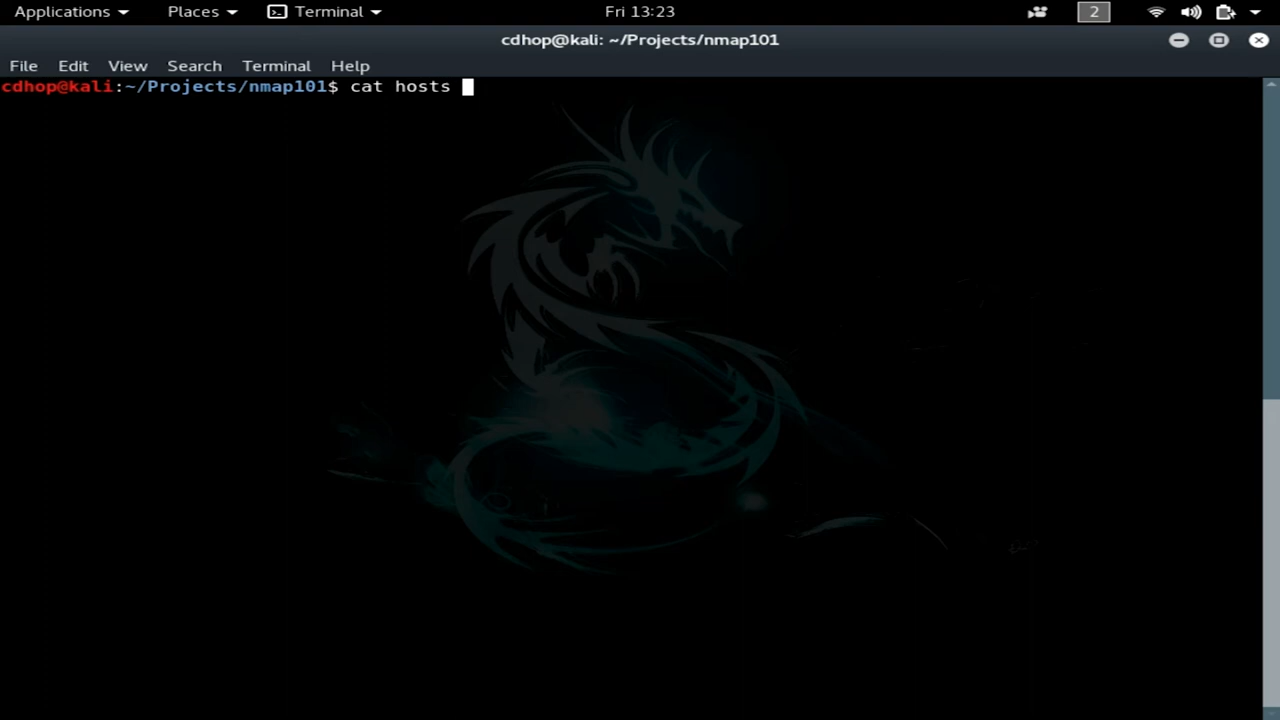 Applications Places Terminal Fri 13:23 2
cdhop@kali: ~/Projects/nmap101
File Edit View Search Terminal Help
cdhop@kali:~/Projects/nmap101$ cat hosts